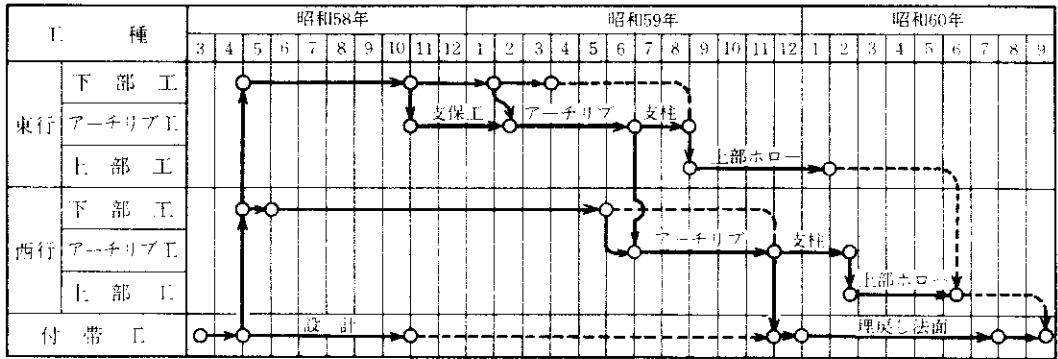 工 種 昭和58年 昭和59年 昭和60年
3 4 5 6 7 8 9 10 11 12 1 2 3 4 5 6 7 8 9 10 11 12 1 2 3 4 5 6 7 8 9
東行 下部工
アーチリブ工 支保工 アーチリブ 支柱
上部工 上部ホロー
西行 下部工
アーチリブ工 アーチリブ 支柱
上部工 上部ホロー
付帯工 設計 埋戻し法面